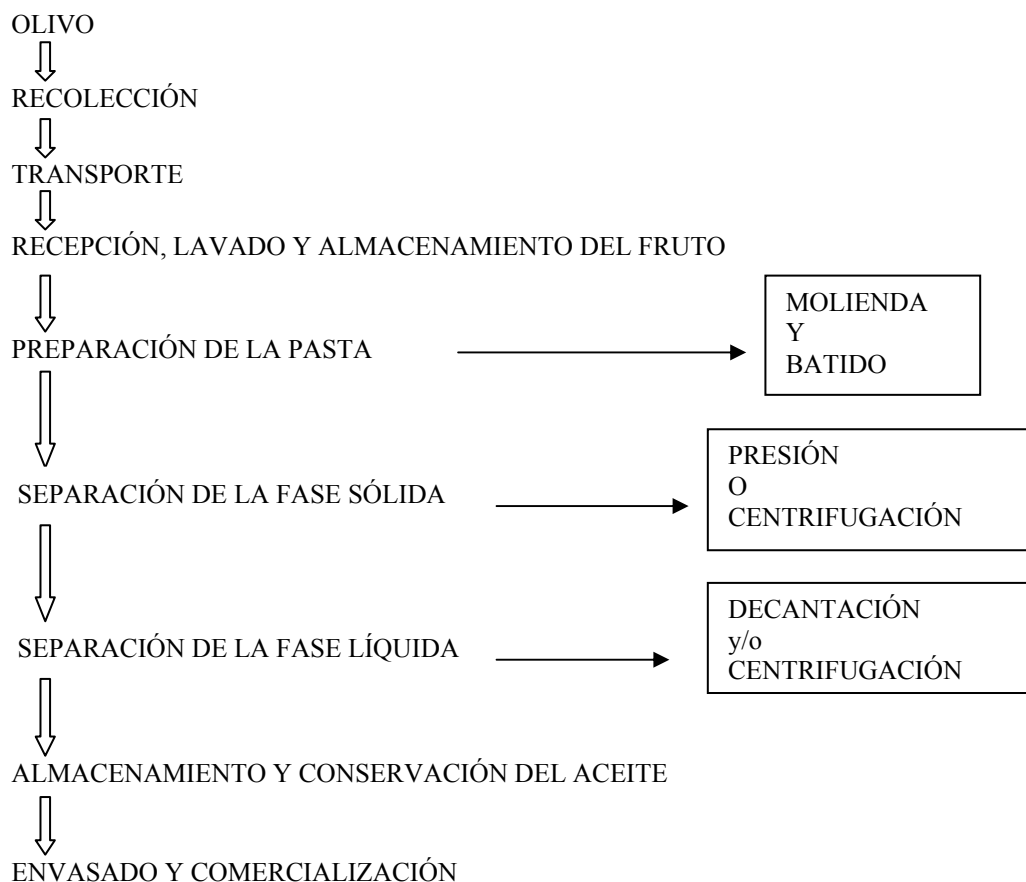 OLIVO
RECOLECCIÓN
TRANSPORTE
RECEPCIÓN, LAVADO Y ALMACENAMIENTO DEL FRUTO
PREPARACIÓN DE LA PASTA
MOLIENDA
Y
BATIDO
SEPARACIÓN DE LA FASE SÓLIDA
PRESIÓN
O
CENTRIFUGACIÓN
SEPARACIÓN DE LA FASE LÍQUIDA
DECANTACIÓN
y/o
CENTRIFUGACIÓN
ALMACENAMIENTO Y CONSERVACIÓN DEL ACEITE
ENVASADO Y COMERCIALIZACIÓN